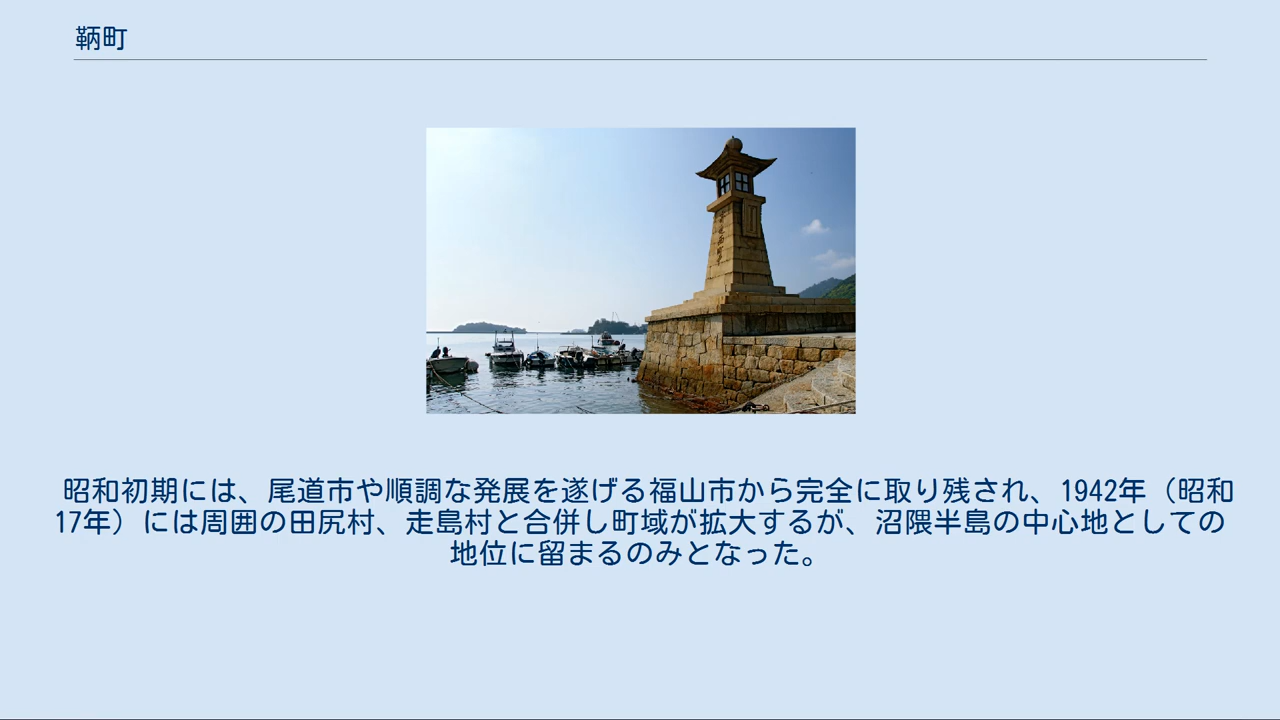 鞆町
昭和初期には、尾道市や順調な発展を遂げる福山市から完全に取り残され、1942年（昭和
17年）には周囲の田尻村、走島村と合併し町域が拡大するが、沼隈半島の中心地としての
地位に留まるのみとなった。